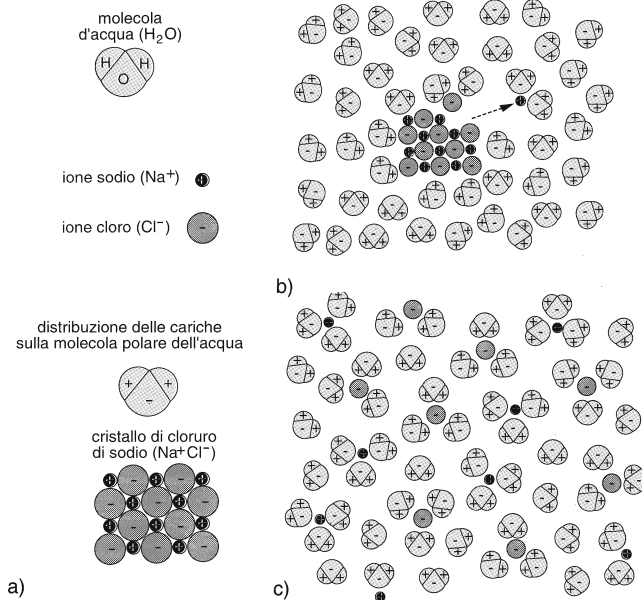 molecola
d'acqua (H₂O)
H H
O
ione sodio (Na⁺)
ione cloro (Cl⁻)
distribuzione delle cariche
sulla molecola polare dell'acqua
cristallo di cloruro
di sodio (Na⁺Cl⁻)
a)
b)
c)